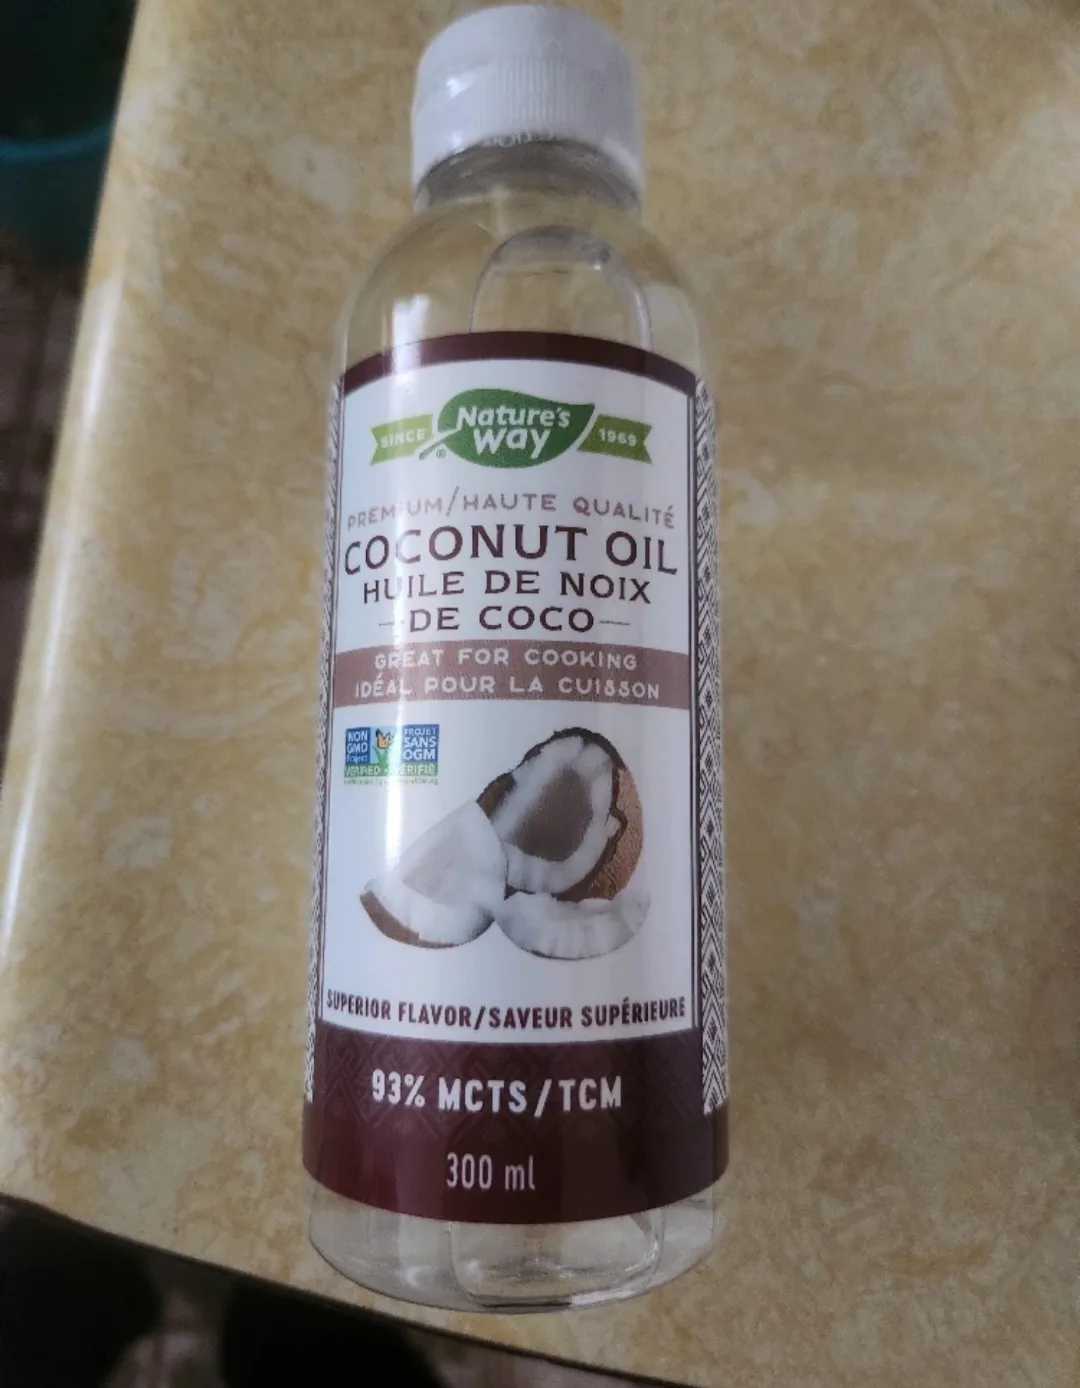 SINCE Nature's Way ® 1969
PREMIUM/HAUTE QUALITÉ
COCONUT OIL
HUILE DE NOIX
DE COCO
GREAT FOR COOKING
IDÉAL POUR LA CUISSON
NON GMO Project VERIFIED
PROJET SANS OGM VÉRIFIÉ
SUPERIOR FLAVOR/SAVEUR SUPÉRIEURE
93% MCTS/TCM
300 ml